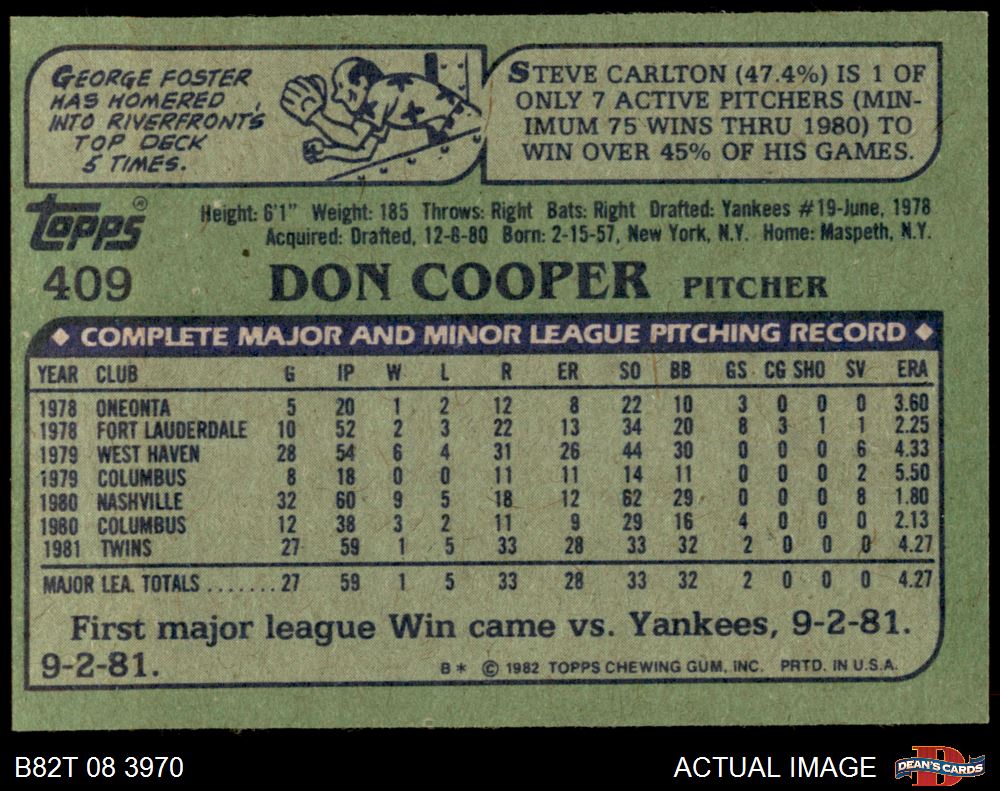 GEORGE FOSTER
HAS HOMERED
INTO RIVERFRONT'S
TOP DECK
5 TIMES.
STEVE CARLTON (47.4%) IS 1 OF
ONLY 7 ACTIVE PITCHERS (MIN-
IMUM 75 WINS THRU 1980) TO
WIN OVER 45% OF HIS GAMES.
Topps®
Height: 6'1" Weight: 185 Throws: Right Bats: Right Drafted: Yankees #19-June, 1978
Acquired: Drafted, 12-8-80 Born: 2-15-57, New York, N.Y. Home: Maspeth, N.Y.
409 DON COOPER PITCHER
◆ COMPLETE MAJOR AND MINOR LEAGUE PITCHING RECORD ◆
YEAR CLUB G IP W L R ER SO BB GS CG SHO SV ERA
1978 ONEONTA 5 20 1 2 12 8 22 10 3 0 0 0 3.60
1978 FORT LAUDERDALE 10 52 2 3 22 13 34 20 8 3 1 1 2.25
1979 WEST HAVEN 28 54 6 4 31 26 44 30 0 0 0 6 4.33
1979 COLUMBUS 8 18 0 0 11 11 14 11 0 0 0 2 5.50
1980 NASHVILLE 32 60 9 5 18 12 62 29 0 0 0 8 1.80
1980 COLUMBUS 12 38 3 2 11 9 29 16 4 0 0 0 2.13
1981 TWINS 27 59 1 5 33 28 33 32 2 0 0 0 4.27
MAJOR LEA. TOTALS .......27 59 1 5 33 28 33 32 2 0 0 0 4.27
First major league Win came vs. Yankees, 9-2-81.
9-2-81.
B* © 1982 TOPPS CHEWING GUM, INC. PRTD. IN U.S.A.
B82T 08 3970
ACTUAL IMAGE
DEAN'S CARDS